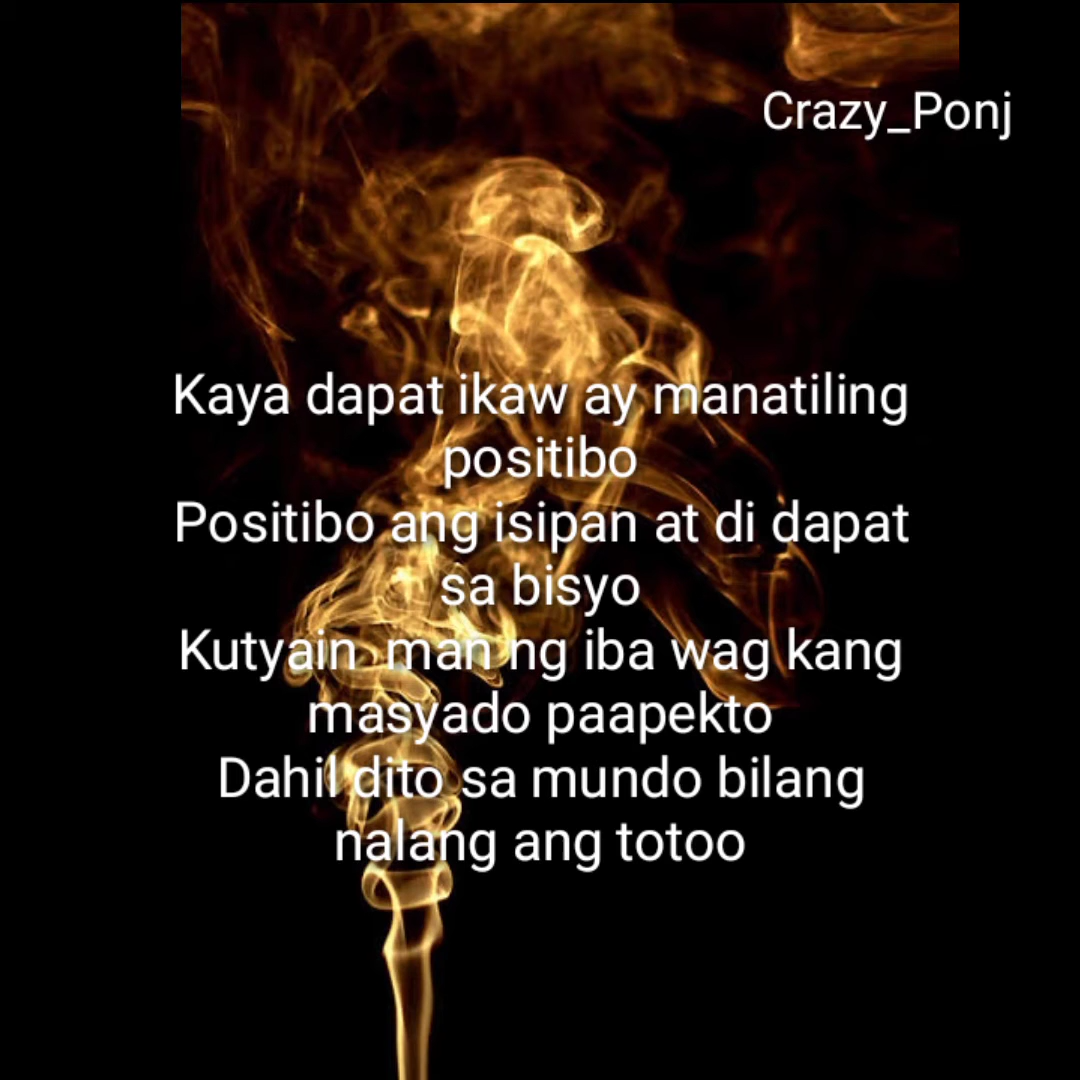 Crazy_Ponj
Kaya dapat ikaw ay manatiling
positibo
Positibo ang isipan at di dapat
sa bisyo
Kutyain  man ng iba wag kang
masyado paapekto
Dahil dito sa mundo bilang
nalang ang totoo